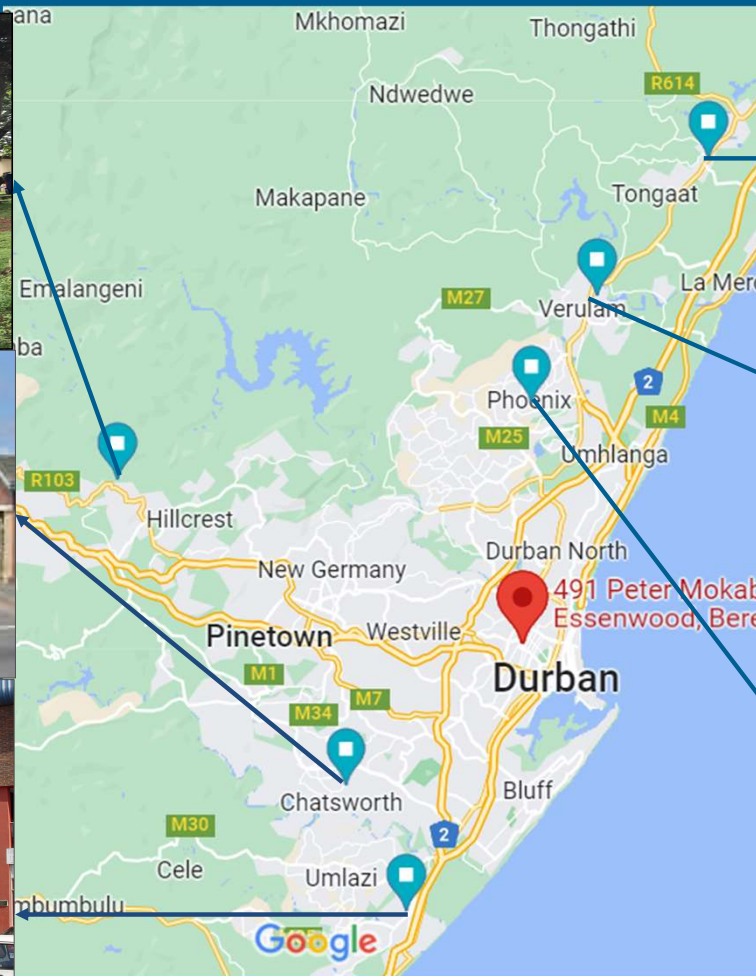 ana
Mkhomazi
Thongathi
R614
Ndwedwe
Makapane
Tongaat
Emalangeni
La Merc
M27
Verulam
ba
2
Phoenix
M4
M25
Umhlanga
R103
Hillcrest
Durban North
New Germany
491 Peter Mokab
Essenwood, Bere
Pinetown
Westville
M1
Durban
M7
M34
Bluff
Chatsworth
M30
2
Cele
Umlazi
mbumbulu
Google